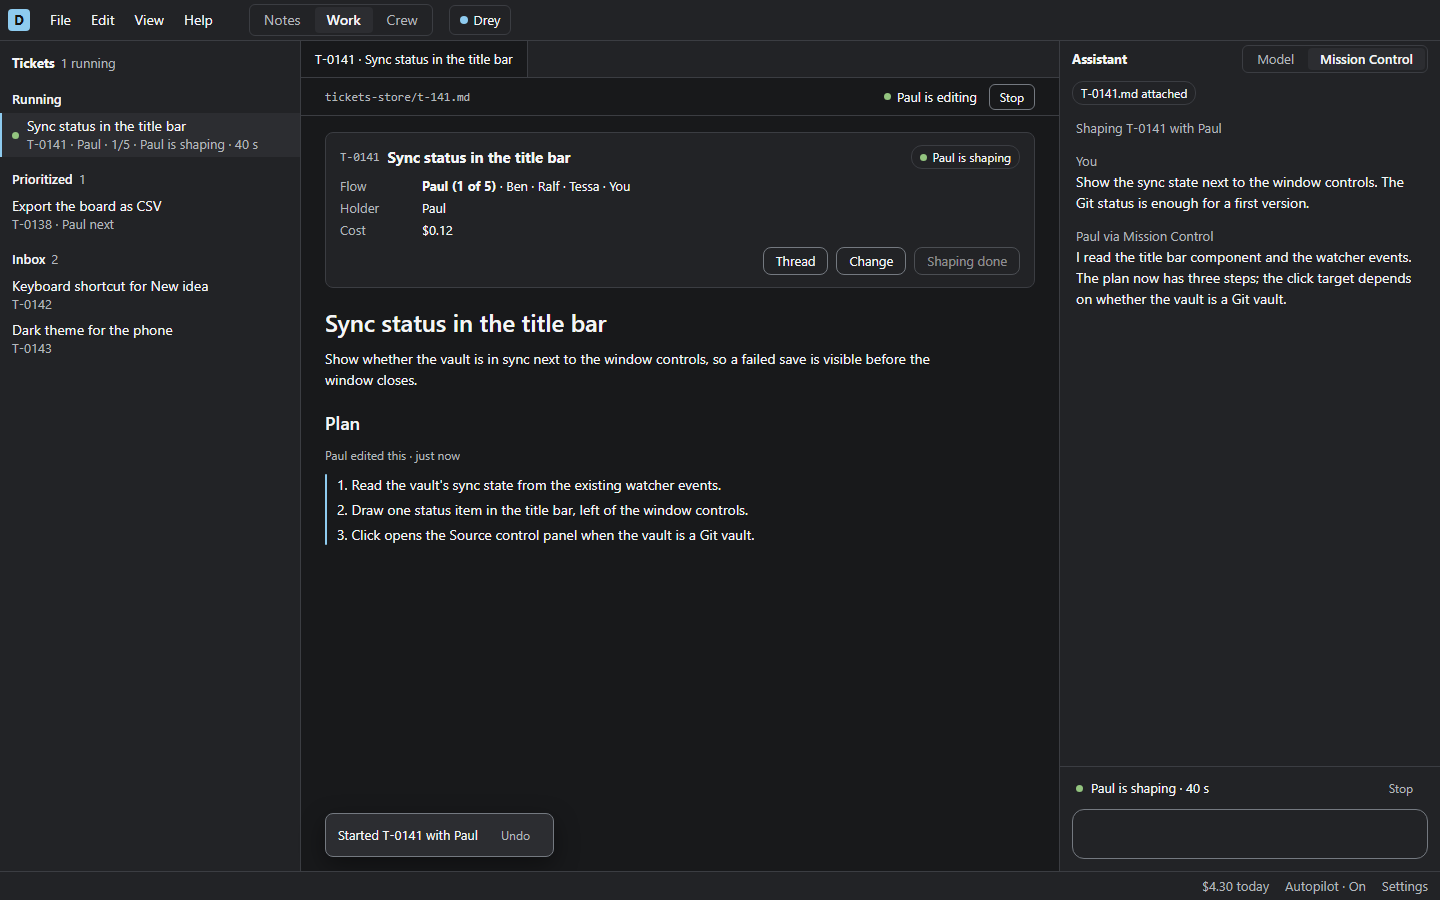 D File Edit View Help Notes Work Crew Drey
Tickets 1 running
Running
Sync status in the title bar
T-0141 · Paul · 1/5 · Paul is shaping · 40 s
Prioritized 1
Export the board as CSV
T-0138 · Paul next
Inbox 2
Keyboard shortcut for New idea
T-0142
Dark theme for the phone
T-0143
T-0141 · Sync status in the title bar
tickets-store/t-141.md Paul is editing Stop
T-0141 Sync status in the title bar Paul is shaping
Flow Paul (1 of 5) · Ben · Ralf · Tessa · You
Holder Paul
Cost $0.12
Thread Change Shaping done
Sync status in the title bar
Show whether the vault is in sync next to the window controls, so a failed save is visible before the
window closes.
Plan
Paul edited this · just now
1. Read the vault's sync state from the existing watcher events.
2. Draw one status item in the title bar, left of the window controls.
3. Click opens the Source control panel when the vault is a Git vault.
Started T-0141 with Paul Undo
Assistant Model Mission Control
T-0141.md attached
Shaping T-0141 with Paul
You
Show the sync state next to the window controls. The
Git status is enough for a first version.
Paul via Mission Control
I read the title bar component and the watcher events.
The plan now has three steps; the click target depends
on whether the vault is a Git vault.
Paul is shaping · 40 s Stop
$4.30 today Autopilot · On Settings